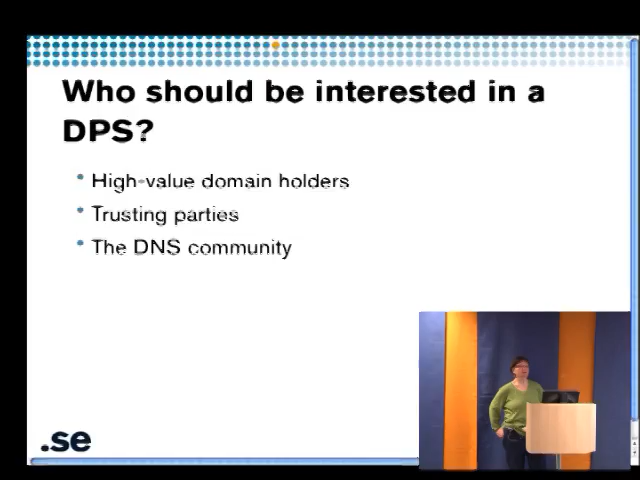 Who should be interested in a
DPS?
High-value domain holders
Trusting parties
The DNS community
.se